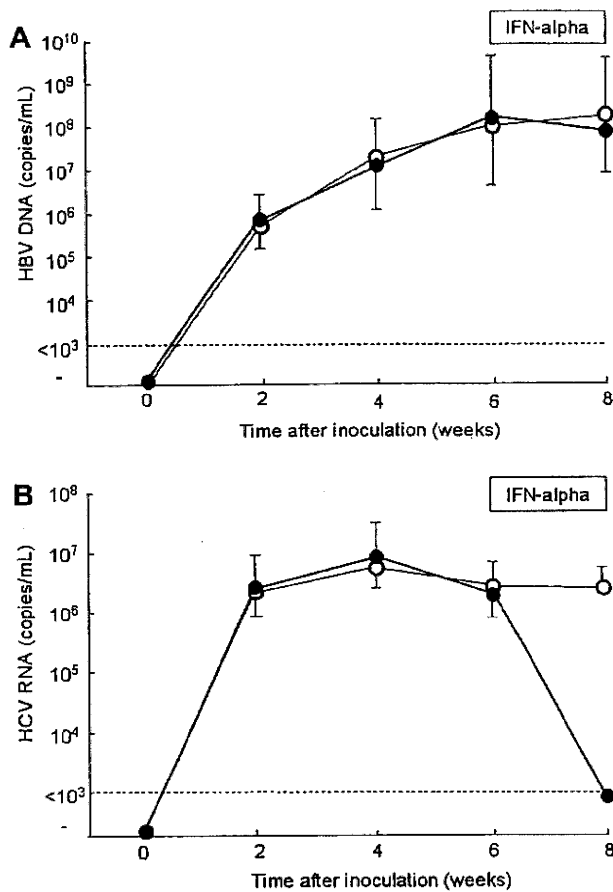 A
IFN-alpha
HBV DNA (copies/mL)
10^10
10^9
10^8
10^7
10^6
10^5
10^4
<10^3
-
0 2 4 6 8
Time after inoculation (weeks)
B
IFN-alpha
HCV RNA (copies/mL)
10^8
10^7
10^6
10^5
10^4
<10^3
-
0 2 4 6 8
Time after inoculation (weeks)